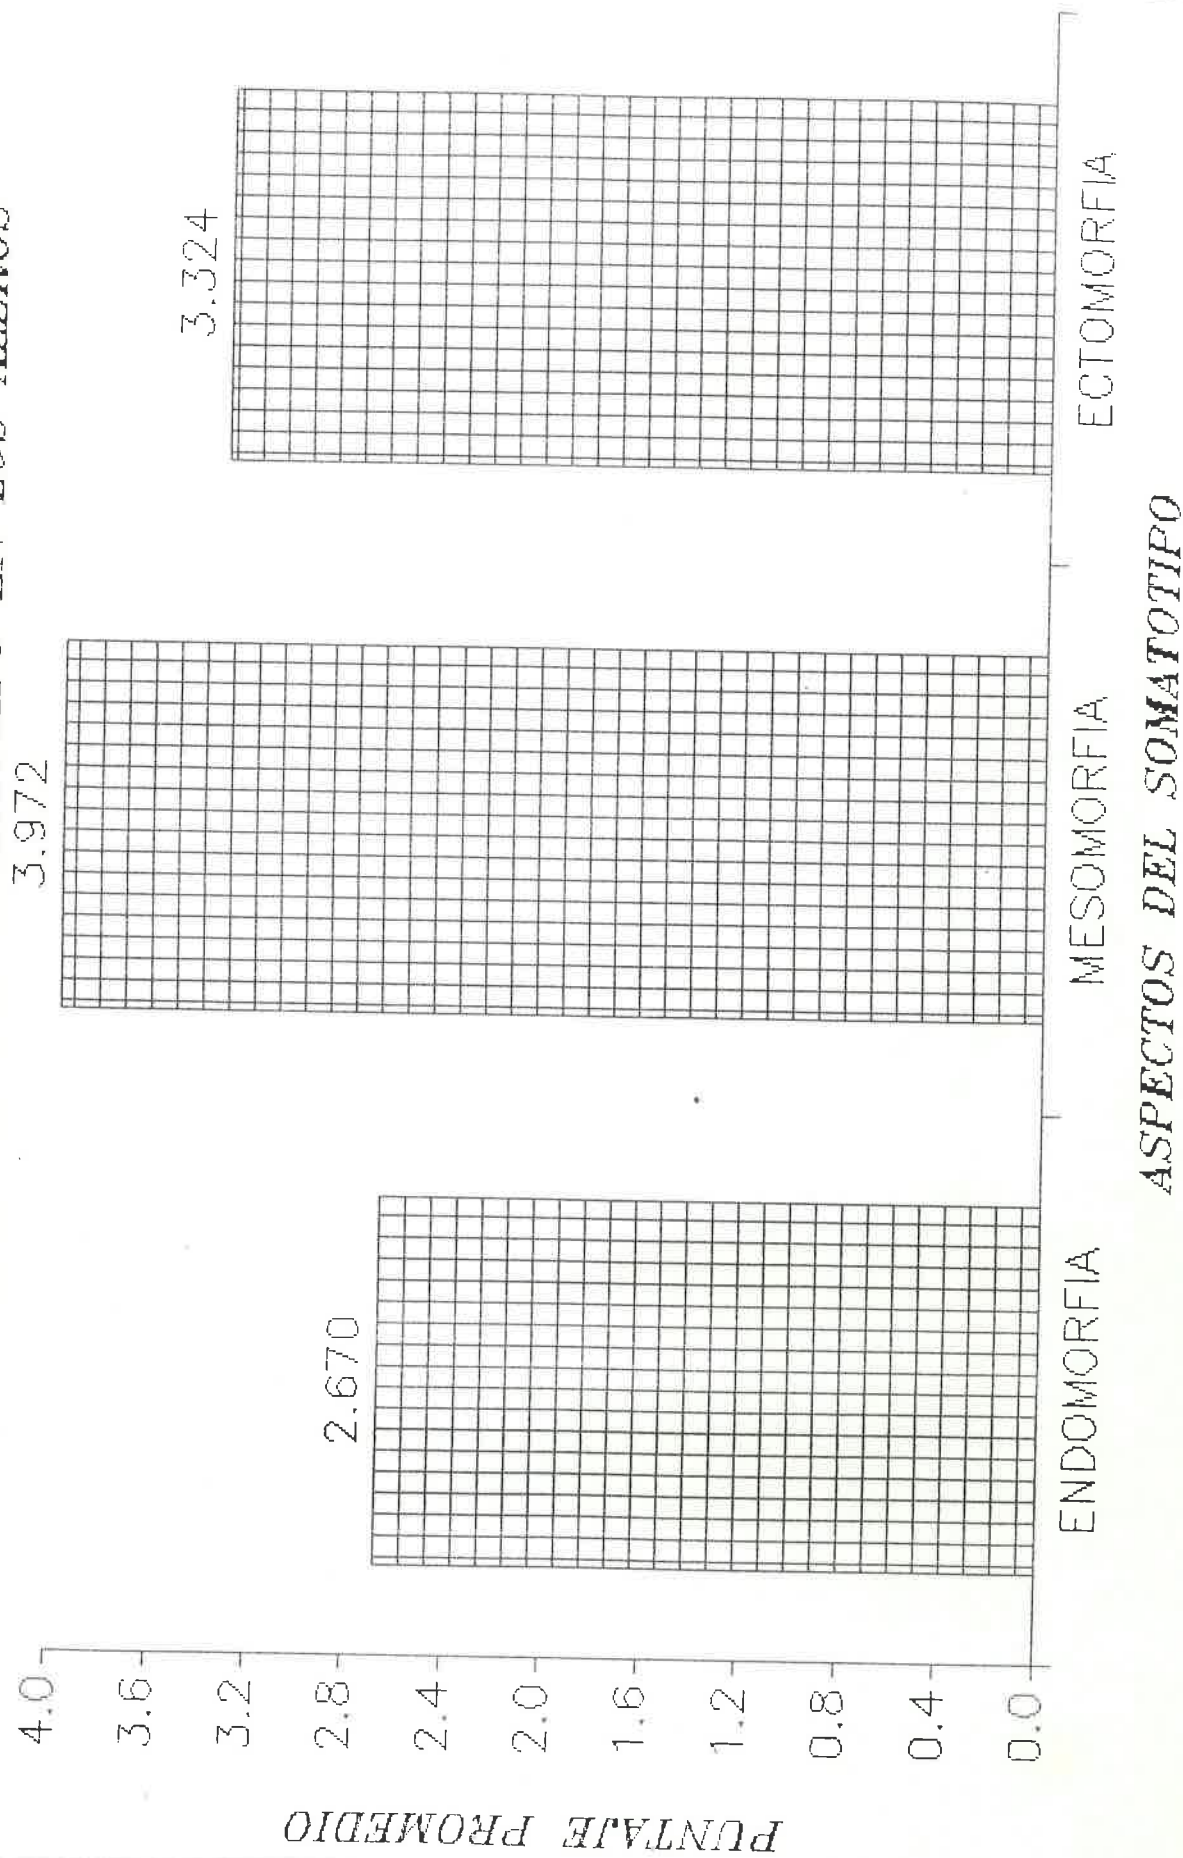 3.972
3.324
2.670
4.0
3.6
3.2
2.8
2.4
2.0
1.6
1.2
0.8
0.4
0.0
PUNTAJE PROMEDIO
ENDOMORFIA
MESOMORFIA
ECTOMORFIA
ASPECTOS DEL SOMATOTIPO